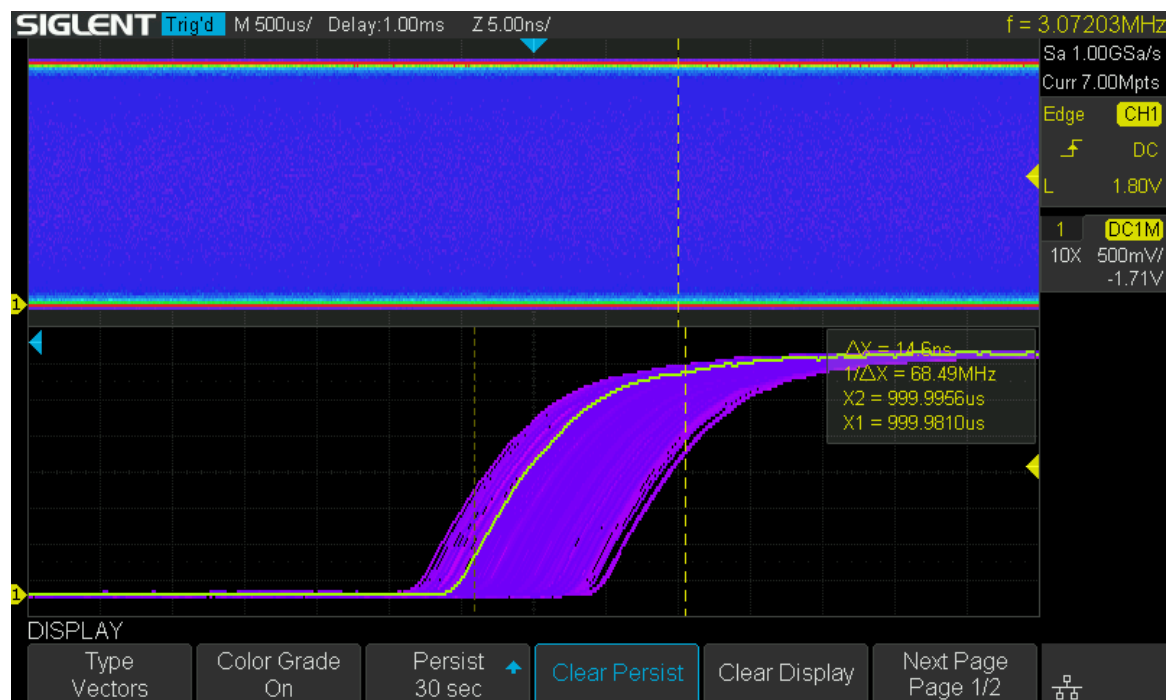 SIGLENT Trig'd M 500us/ Delay:1.00ms Z 5.00ns/ f = 3.07203MHz
Sa 1.00GSa/s
Curr 7.00Mpts
Edge CH1
DC
L 1.80V
1 DC1M
10X 500mV/
-1.71V
1
ΔX = 14.6ns
1/ΔX = 68.49MHz
X2 = 999.9956us
X1 = 999.9810us
1
DISPLAY
Type
Vectors
Color Grade
On
Persist
30 sec
Clear Persist
Clear Display
Next Page
Page 1/2